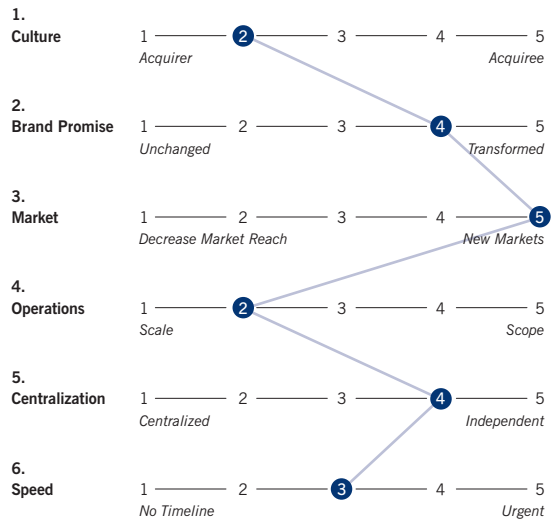 1.
Culture 1 2 3 4 5
Acquirer Acquiree
2.
Brand Promise 1 2 3 4 5
Unchanged Transformed
3.
Market 1 2 3 4 5
Decrease Market Reach New Markets
4.
Operations 1 2 3 4 5
Scale Scope
5.
Centralization 1 2 3 4 5
Centralized Independent
6.
Speed 1 2 3 4 5
No Timeline Urgent